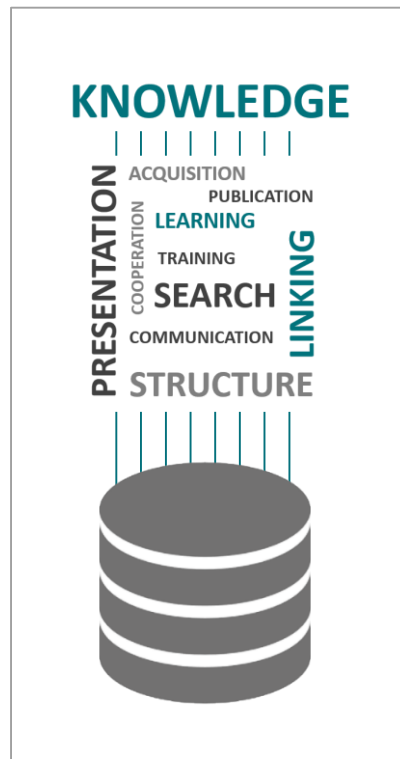 KNOWLEDGE
PRESENTATION
ACQUISITION
PUBLICATION
COOPERATION
LEARNING
TRAINING
SEARCH
LINKING
COMMUNICATION
STRUCTURE